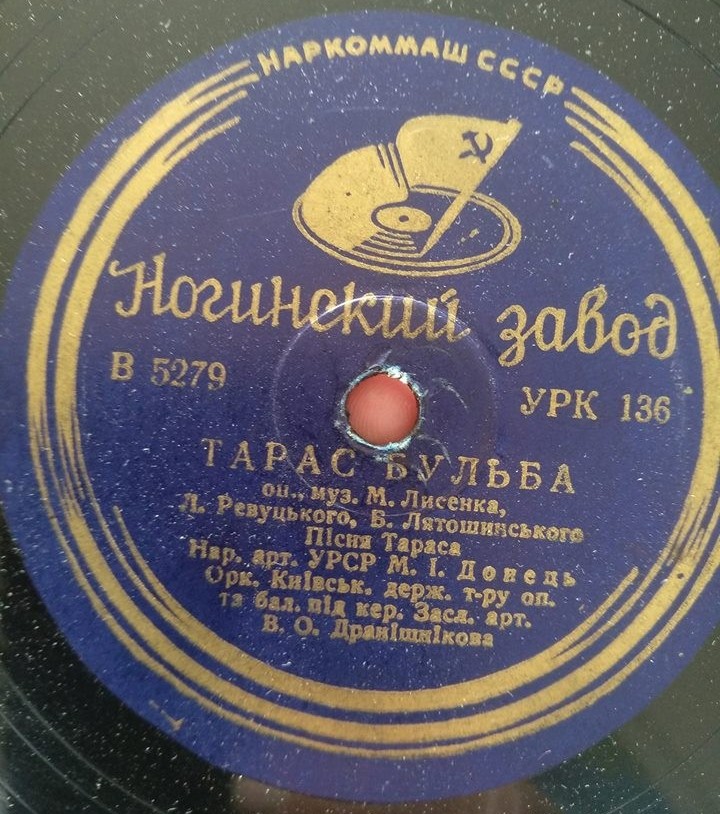 НАРКОММАШ СССР
Ногинский завод
В 5279
УРК 136
ТАРАС БУЛЬБА
оп., муз. М. Лисенка,
Л. Ревуцького, Б. Лятошинського
Пісня Тараса
Нар. арт. УРСР М. І. Донець
Орк. Київськ. держ. т-ру оп.
та бал. під кер. Засл. арт.
В. О. Дранішнікова